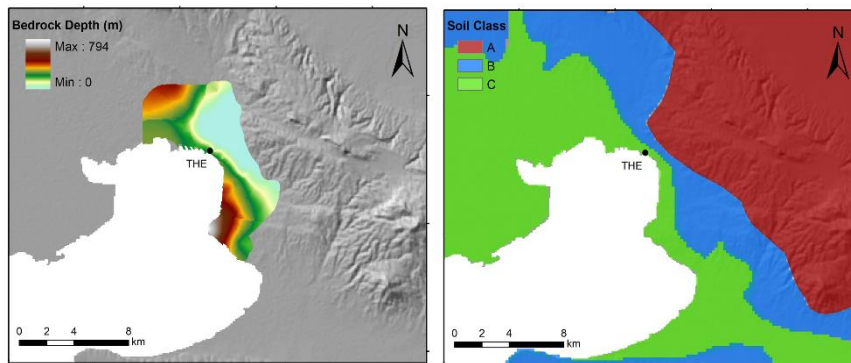 Bedrock Depth (m)
Max : 794
Min : 0
N
THE
0 2 4 8
km
Soil Class
A
B
C
N
THE
0 2 4 8
km